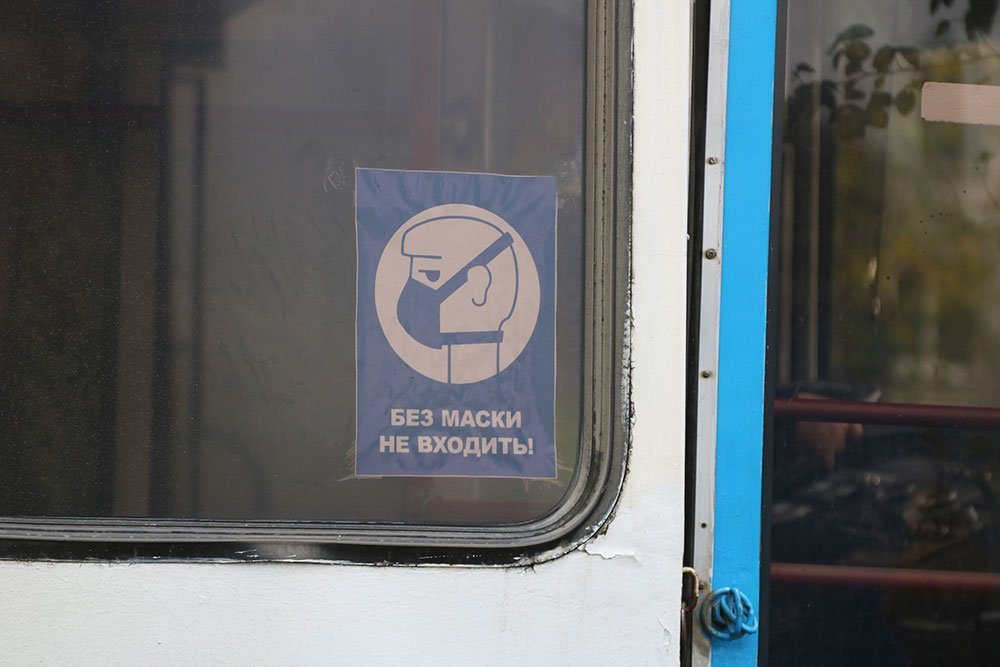 БЕЗ МАСКИ
НЕ ВХОДИТЬ!